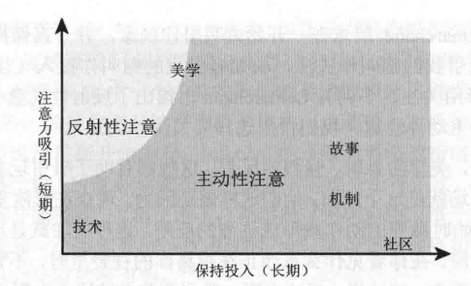 美学
反射性注意
故事
主动性注意
机制
技术
社区
注意力吸引（短期）
保持投入（长期）